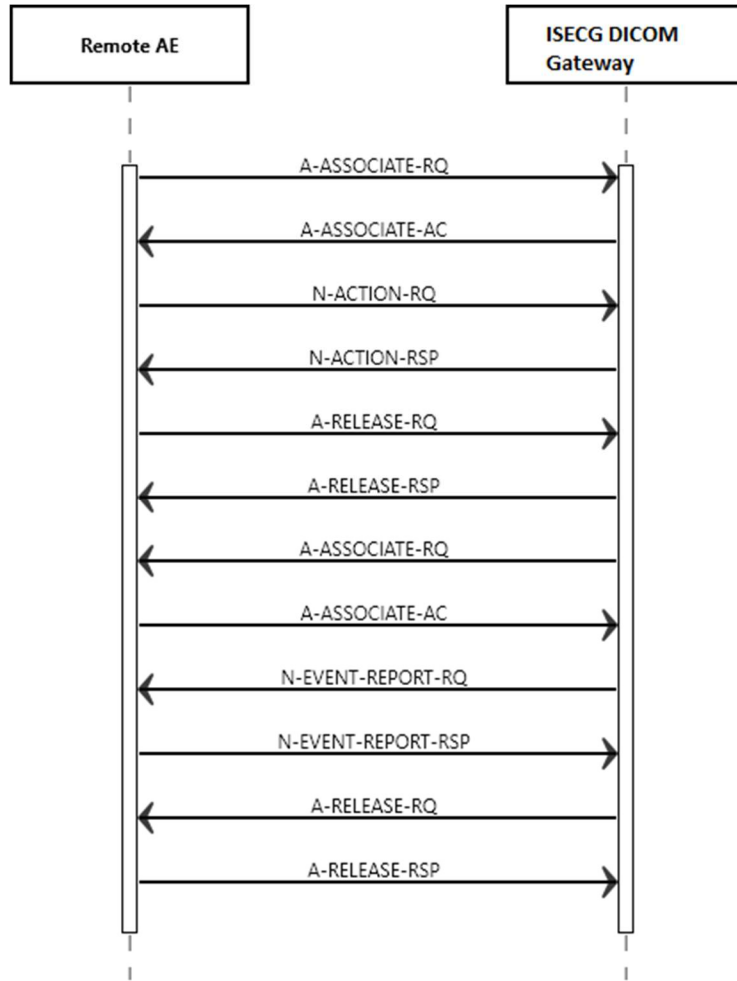 Remote AE
ISECG DICOM
Gateway
A-ASSOCIATE-RQ
A-ASSOCIATE-AC
N-ACTION-RQ
N-ACTION-RSP
A-RELEASE-RQ
A-RELEASE-RSP
A-ASSOCIATE-RQ
A-ASSOCIATE-AC
N-EVENT-REPORT-RQ
N-EVENT-REPORT-RSP
A-RELEASE-RQ
A-RELEASE-RSP